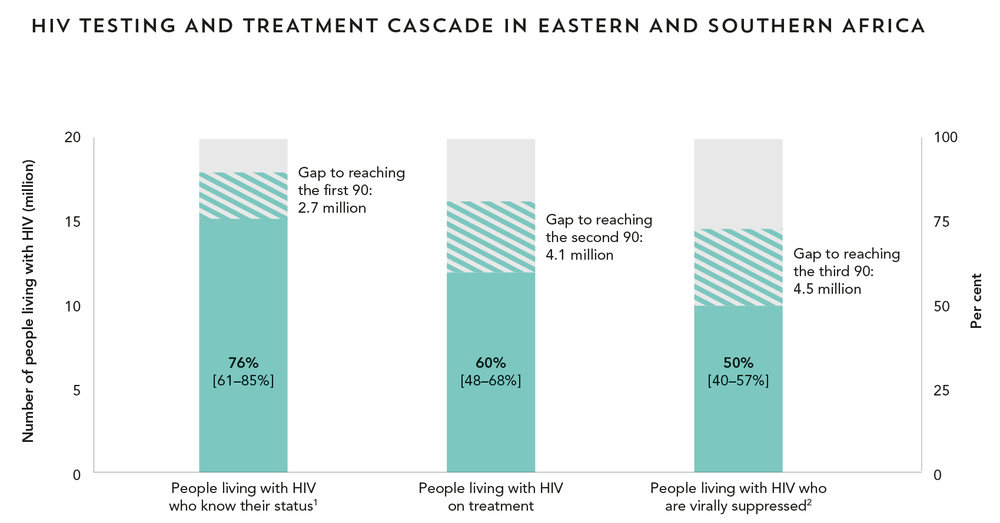 HIV TESTING AND TREATMENT CASCADE IN EASTERN AND SOUTHERN AFRICA
Number of people living with HIV (million)
20
15
10
5
0
Gap to reaching
the first 90:
2.7 million
76%
[61–85%]
People living with HIV
who know their status¹
Gap to reaching
the second 90:
4.1 million
60%
[48–68%]
People living with HIV
on treatment
Gap to reaching
the third 90:
4.5 million
50%
[40–57%]
People living with HIV who
are virally suppressed²
100
75
50
25
0
Per cent